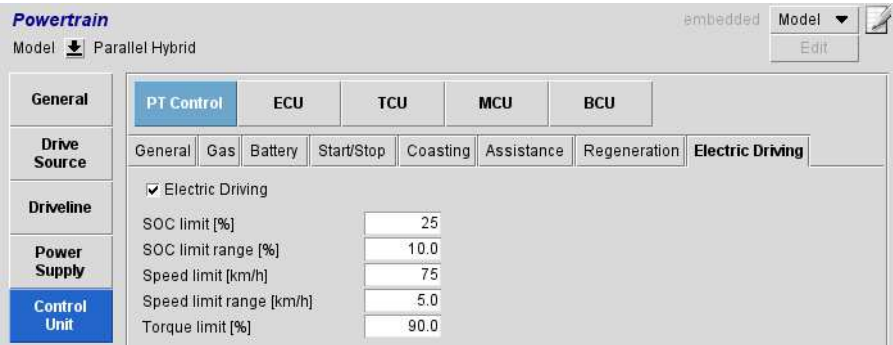 Powertrain
embedded Model
Model Parallel Hybrid
Edit
General
Drive Source
Driveline
Power Supply
Control Unit
PT Control ECU TCU MCU BCU
General Gas Battery Start/Stop Coasting Assistance Regeneration Electric Driving
Electric Driving
SOC limit [%] 25
SOC limit range [%] 10.0
Speed limit [km/h] 75
Speed limit range [km/h] 5.0
Torque limit [%] 90.0